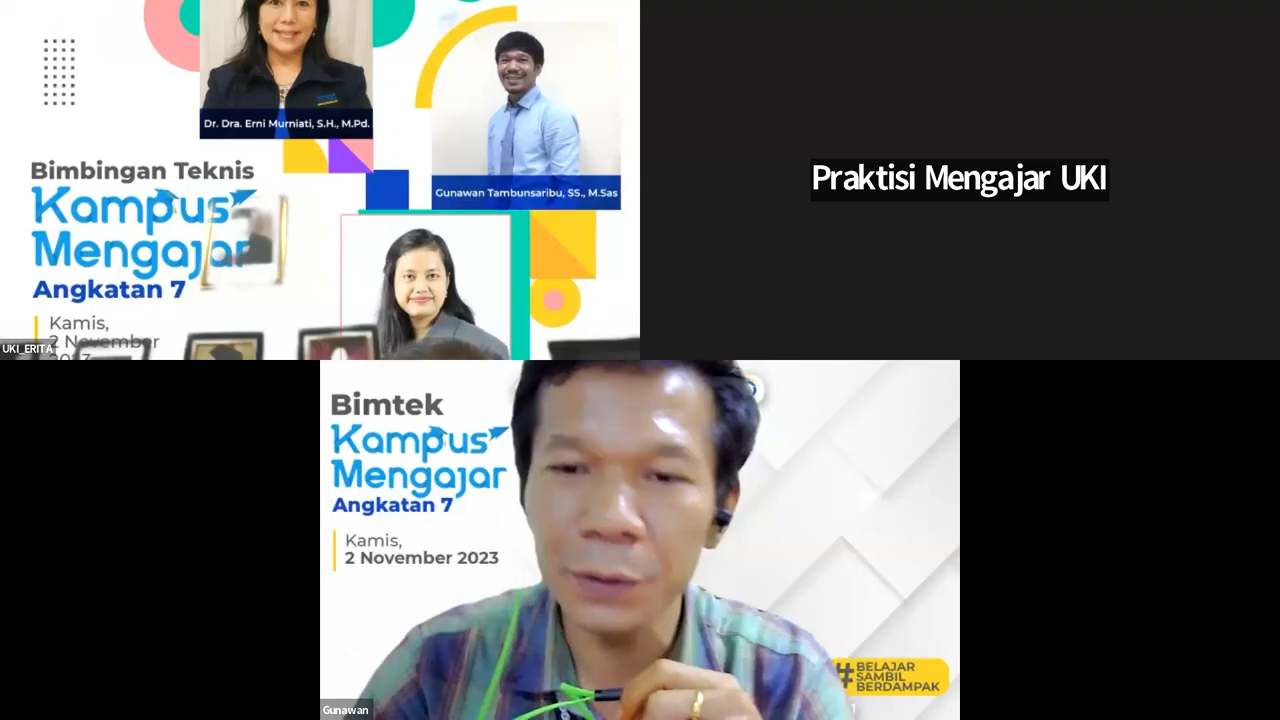 Dr. Dra. Erni Murniati, S.H., M.Pd.
Gunawan Tambunsaribu, SS., M.Sas
Bimbingan Teknis
Kampus
Mengajar
Angkatan 7
Kamis,
2 November
2023
UKI_ERITA
Praktisi Mengajar UKI
Bimtek
Kampus
Mengajar
Angkatan 7
Kamis,
2 November 2023
#BELAJAR
SAMBIL
BERDAMPAK
Gunawan